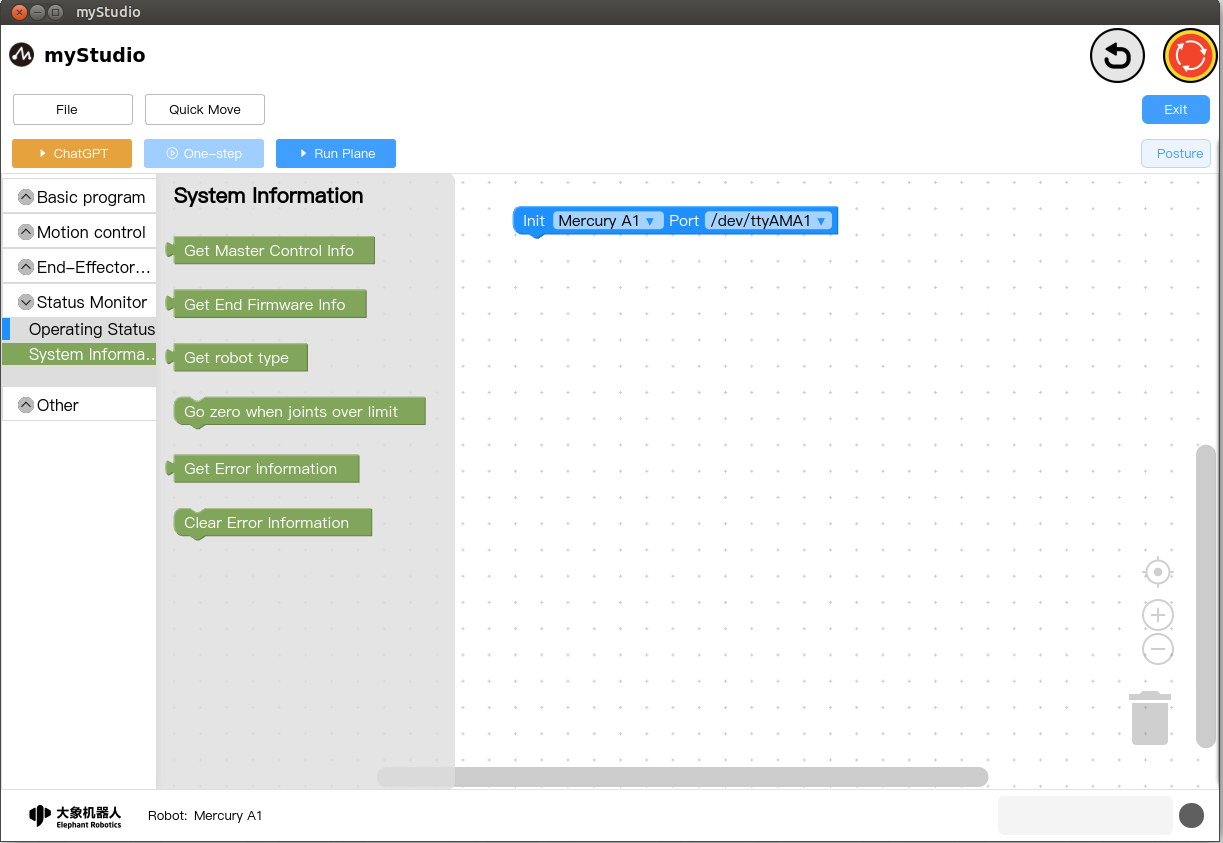 myStudio
myStudio
File
Quick Move
Exit
ChatGPT
One-step
Run Plane
Posture
Basic program
Motion control
End-Effector...
Status Monitor
Operating Status
System Informa...
Other
System Information
Get Master Control Info
Get End Firmware Info
Get robot type
Go zero when joints over limit
Get Error Information
Clear Error Information
Init Mercury A1 ▾ Port /dev/ttyAMA1 ▾
大象机器人
Elephant Robotics
Robot: Mercury A1